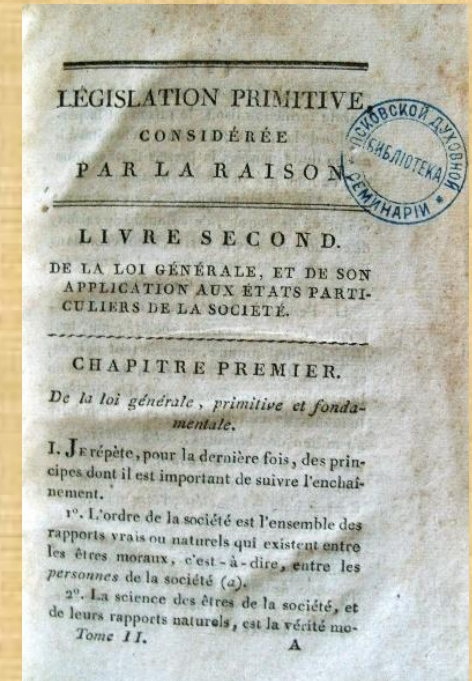 LÉGISLATION PRIMITIVE,
CONSIDÉRÉE
PAR LA RAISON
LIVRE SECOND.
DE LA LOI GÉNÉRALE, ET DE SON
APPLICATION AUX ÉTATS PARTI-
CULIERS DE LA SOCIÉTÉ.
CHAPITRE PREMIER.
De la loi générale, primitive et fonda-
mentale.
I. JE répète, pour la dernière fois, des prin-
cipes dont il est important de suivre l'enchaî-
nement.
1°. L'ordre de la société est l'ensemble des
rapports vrais ou naturels qui existent entre
les êtres moraux, c'est-à-dire, entre les
personnes de la société (a).
2°. La science des êtres de la société, et
de leurs rapports naturels, est la vérité mo-
Tome II. A
ПСКОВСКОЙ ДУХОВНОЙ
БИБЛІОТЕКА
СЕМИНАРІИ *